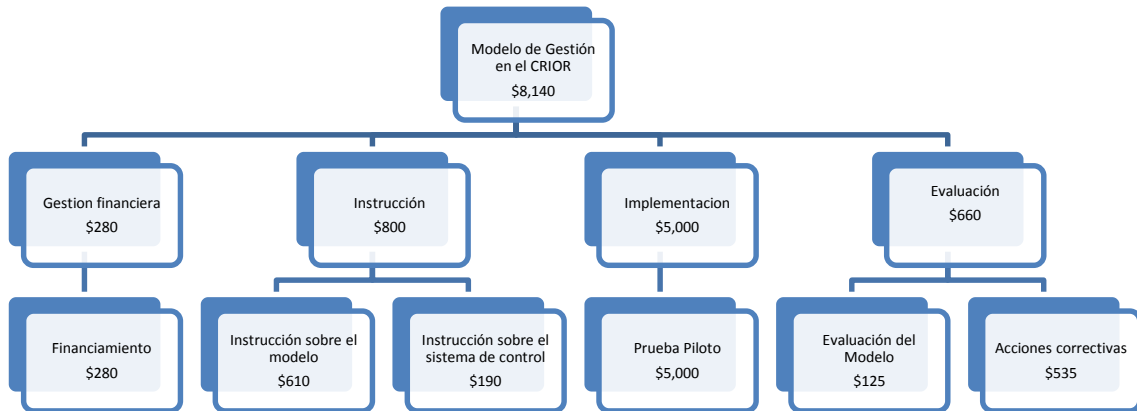 Modelo de Gestión
en el CRIOR
$8,140
Gestion financiera
$280
Instrucción
$800
Implementacion
$5,000
Evaluación
$660
Financiamiento
$280
Instrucción sobre el
modelo
$610
Instrucción sobre el
sistema de control
$190
Prueba Piloto
$5,000
Evaluación del
Modelo
$125
Acciones correctivas
$535